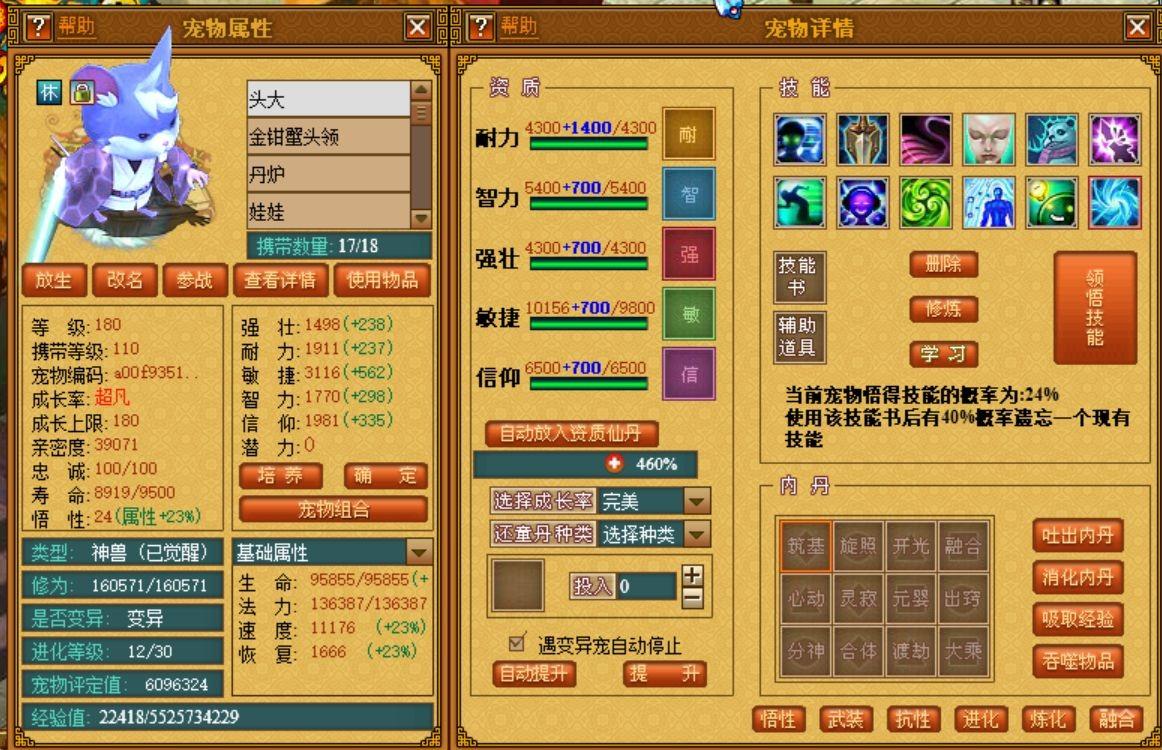 ? 帮助 宠物属性 X
休
头大
金钳蟹头领
丹炉
娃娃
携带数量: 17/18
放生 改名 参战 查看详情 使用物品
等 级: 180
携带等级: 110
宠物编码: a00f9351..
成长率: 超凡
成长上限: 180
亲密度: 39071
忠 诚: 100/100
寿 命: 8919/9500
悟 性: 24(属性+23%)
强 壮: 1498(+238)
耐 力: 1911(+237)
敏 捷: 3116(+562)
智 力: 1770(+298)
信 仰: 1981(+335)
潜 力: 0
培 养 确 定
宠物组合
类型: 神兽（已觉醒）
修为: 160571/160571
是否变异: 变异
进化等级: 12/30
宠物评定值: 6096324
基础属性
生 命: 95855/95855(+
法 力: 136387/136387
速 度: 11176 (+23%)
恢 复: 1666 (+23%)
经验值: 22418/5525734229
? 帮助 宠物详情 X
资 质
耐力 4300+1400/4300 耐
智力 5400+700/5400 智
强壮 4300+700/4300 强
敏捷 10156+700/9800 敏
信仰 6500+700/6500 信
自动放入资质仙丹
460%
选择成长率 完美
还童丹种类 选择种类
投入 0 + -
遇变异宠自动停止
自动提升 提 升
技 能
技能书
辅助道具
删除
修炼
学 习
领悟技能
当前宠物悟得技能的概率为:24%
使用该技能书后有40%概率遗忘一个现有
技能
内 丹
筑基 旋照 开光 融合
心动 灵寂 元婴 出窍
分神 合体 渡劫 大乘
吐出内丹
消化内丹
吸取经验
吞噬物品
悟性 武装 抗性 进化 炼化 融合